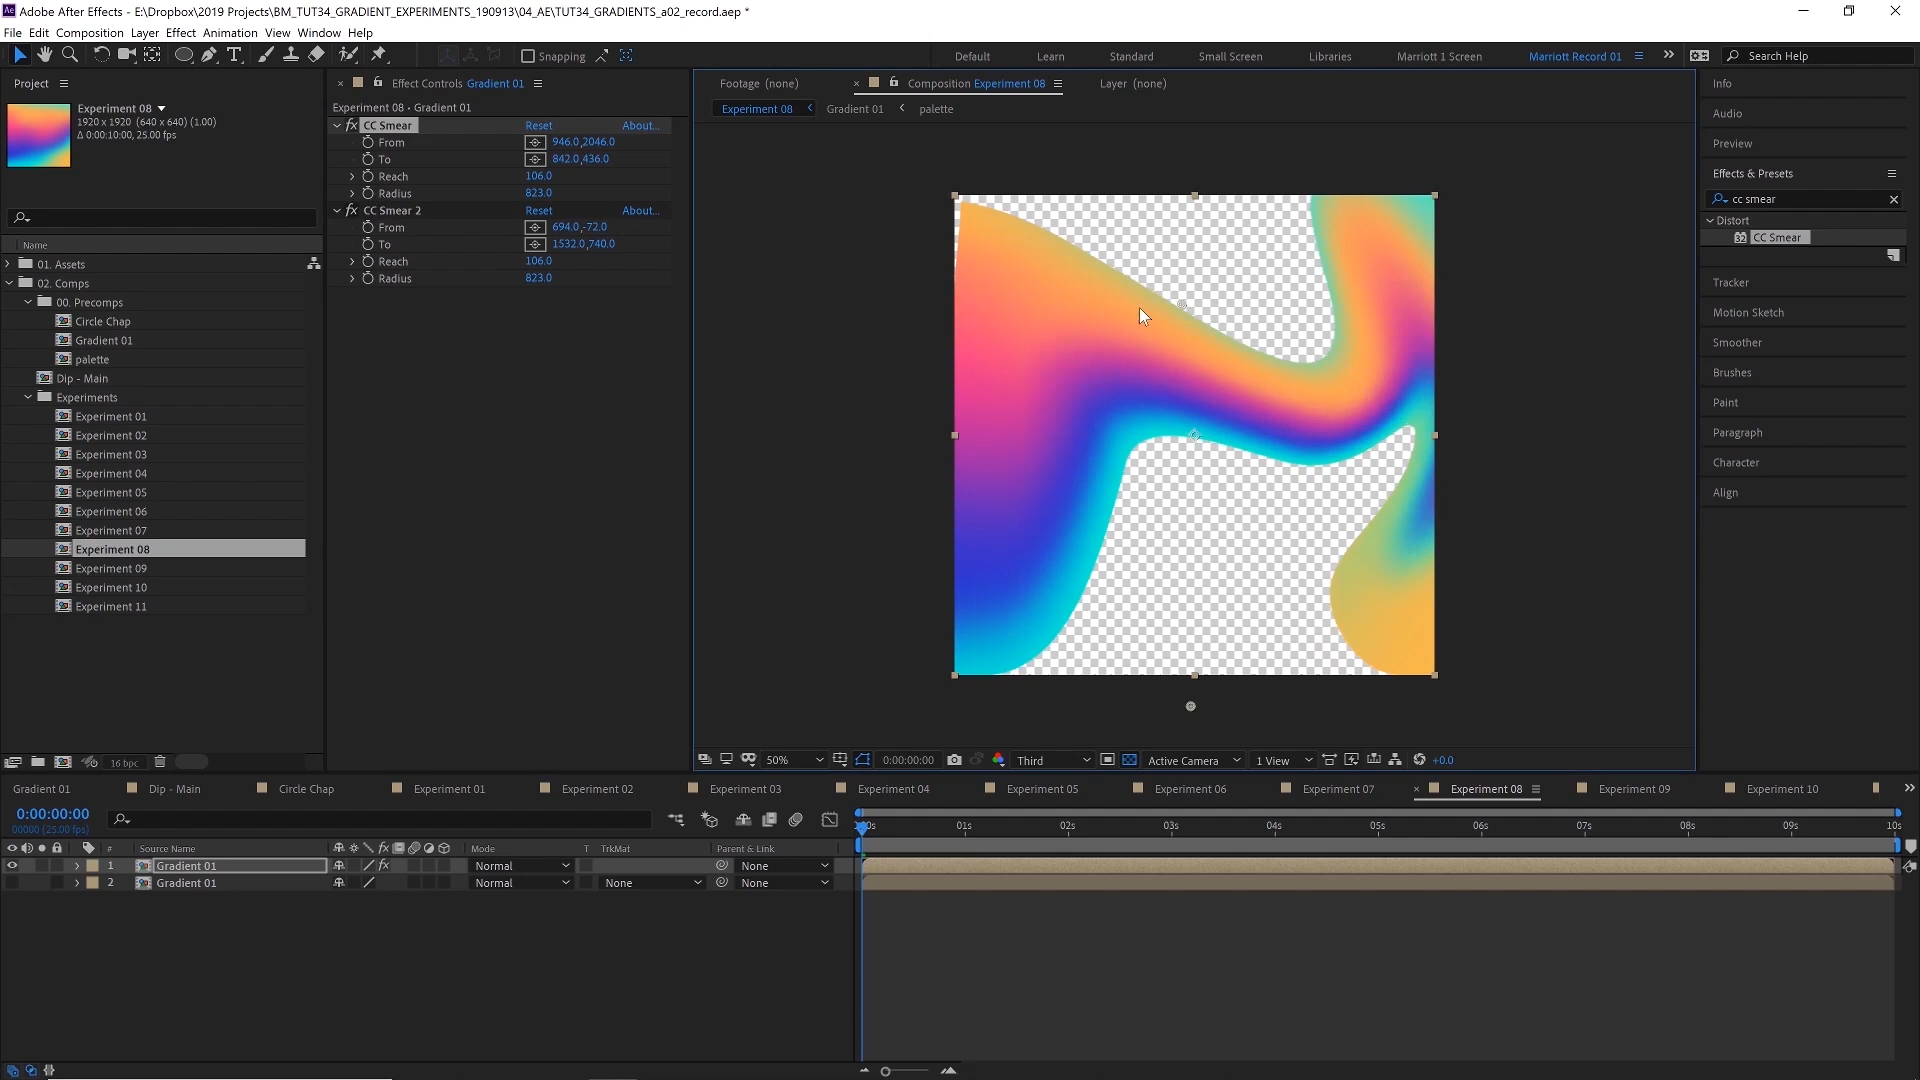 Adobe After Effects - E:\Dropbox\2019 Projects\BM_TUT34_GRADIENT_EXPERIMENTS_190913\04_AE\TUT34_GRADIENTS_a02_record.aep *
File Edit Composition Layer Effect Animation View Window Help
Snapping
Default Learn Standard Small Screen Libraries Marriott 1 Screen Marriott Record 01 Search Help
Project
Experiment 08
1920 x 1920 (640 x 640) (1.00)
Δ 0:00:10:00, 25.00 fps
Name
01. Assets
02. Comps
00. Precomps
Circle Chap
Gradient 01
palette
Dip - Main
Experiments
Experiment 01
Experiment 02
Experiment 03
Experiment 04
Experiment 05
Experiment 06
Experiment 07
Experiment 08
Experiment 09
Experiment 10
Experiment 11
16 bpc
Effect Controls Gradient 01
Experiment 08 • Gradient 01
fx CC Smear Reset About...
From 946.0,2046.0
To 842.0,436.0
Reach 106.0
Radius 823.0
fx CC Smear 2 Reset About...
From 694.0,-72.0
To 1532.0,740.0
Reach 106.0
Radius 823.0
Footage (none) Composition Experiment 08 Layer (none)
Experiment 08 Gradient 01 palette
50% 0:00:00:00 Third Active Camera 1 View +0.0
Info
Audio
Preview
Effects & Presets
cc smear
Distort
32 CC Smear
Tracker
Motion Sketch
Smoother
Brushes
Paint
Paragraph
Character
Align
Gradient 01 Dip - Main Circle Chap Experiment 01 Experiment 02 Experiment 03 Experiment 04 Experiment 05 Experiment 06 Experiment 07 Experiment 08 Experiment 09 Experiment 10
0:00:00:00
00000 (25.00 fps)
01s 02s 03s 04s 05s 06s 07s 08s 09s 10s
# Source Name fx Mode T TrkMat Parent & Link
1 Gradient 01 fx Normal None
2 Gradient 01 Normal None None